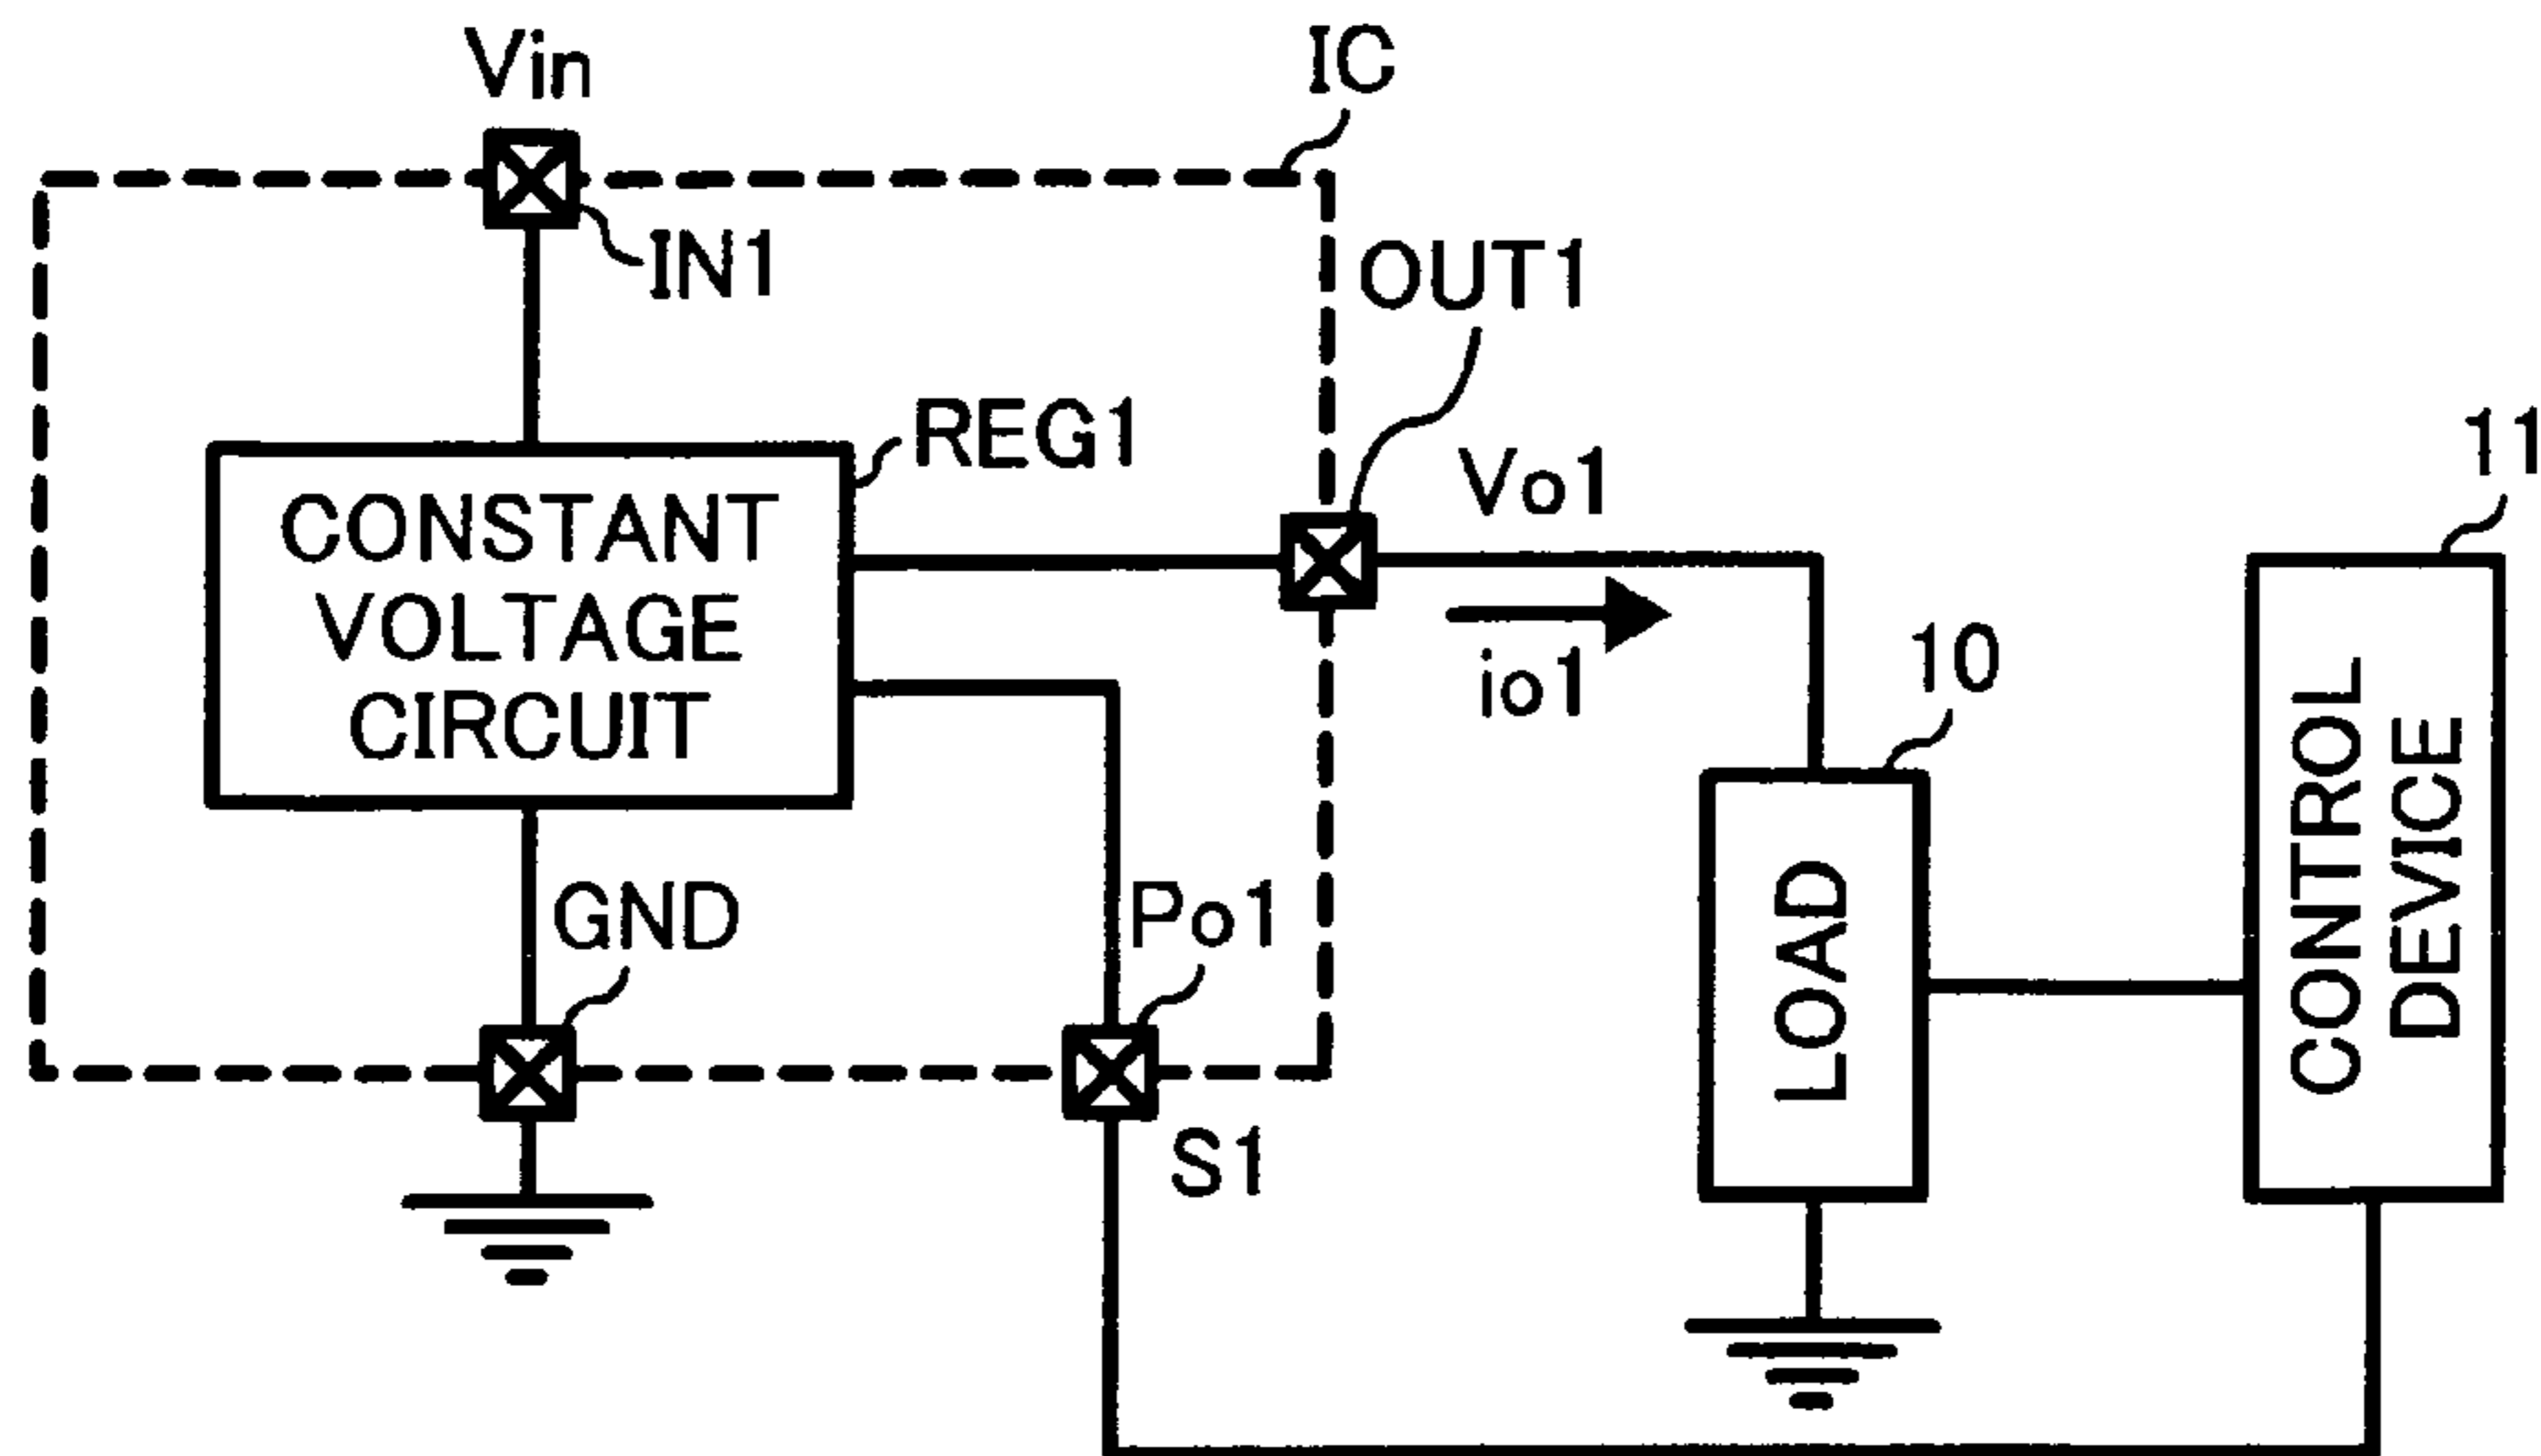 Vin
IC
IN1
OUT1
REG1
CONSTANT
VOLTAGE
CIRCUIT
Vo1
io1
11
10
CONTROL
DEVICE
LOAD
GND
Po1
S1